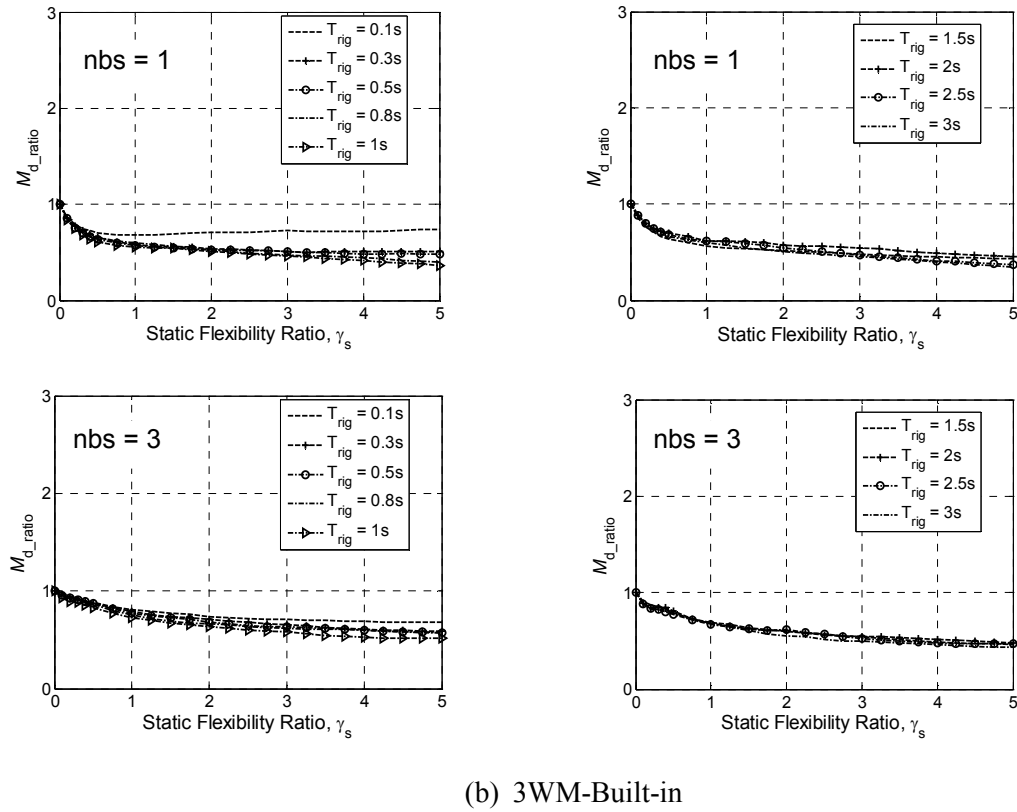 3
2
1
0
M_d_ratio
nbs = 1
T_rig = 0.1s
T_rig = 0.3s
T_rig = 0.5s
T_rig = 0.8s
T_rig = 1s
0 1 2 3 4 5
Static Flexibility Ratio, γ_s
3
2
1
0
M_d_ratio
nbs = 1
T_rig = 1.5s
T_rig = 2s
T_rig = 2.5s
T_rig = 3s
0 1 2 3 4 5
Static Flexibility Ratio, γ_s
3
2
1
0
M_d_ratio
nbs = 3
T_rig = 0.1s
T_rig = 0.3s
T_rig = 0.5s
T_rig = 0.8s
T_rig = 1s
0 1 2 3 4 5
Static Flexibility Ratio, γ_s
3
2
1
0
M_d_ratio
nbs = 3
T_rig = 1.5s
T_rig = 2s
T_rig = 2.5s
T_rig = 3s
0 1 2 3 4 5
Static Flexibility Ratio, γ_s
(b) 3WM-Built-in